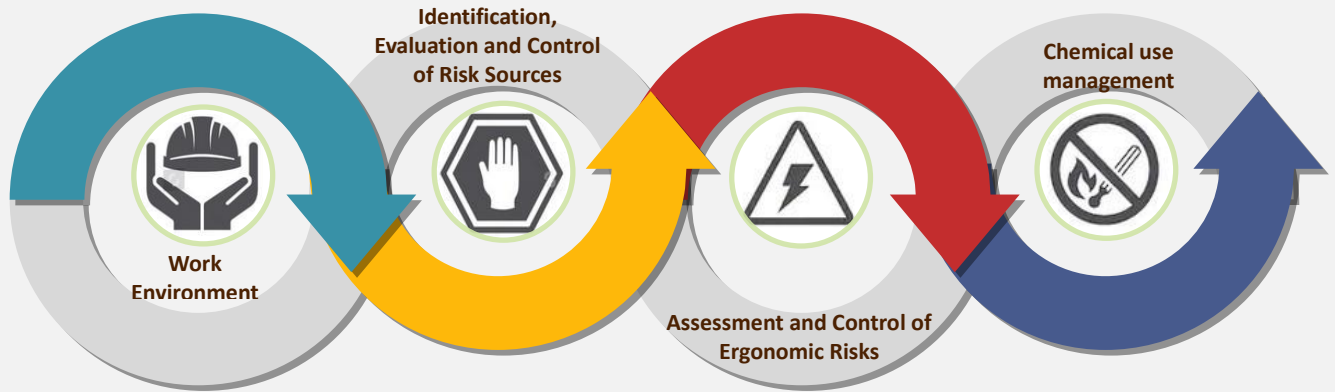 Work
Environment
Identification,
Evaluation and Control
of Risk Sources
Assessment and Control of
Ergonomic Risks
Chemical use
management